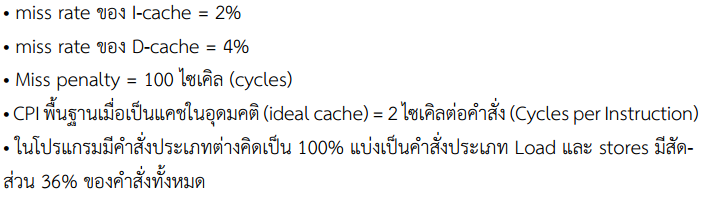 • miss rate ของ I-cache = 2%
• miss rate ของ D-cache = 4%
• Miss penalty = 100 ไซเคิล (cycles)
• CPI พื้นฐานเมื่อเป็นแคชในอุดมคติ (ideal cache) = 2 ไซเคิลต่อคำสั่ง (Cycles per Instruction)
• ในโปรแกรมมีคำสั่งประเภทต่างคิดเป็น 100% แบ่งเป็นคำสั่งประเภท Load และ stores มีสัด-
ส่วน 36% ของคำสั่งทั้งหมด